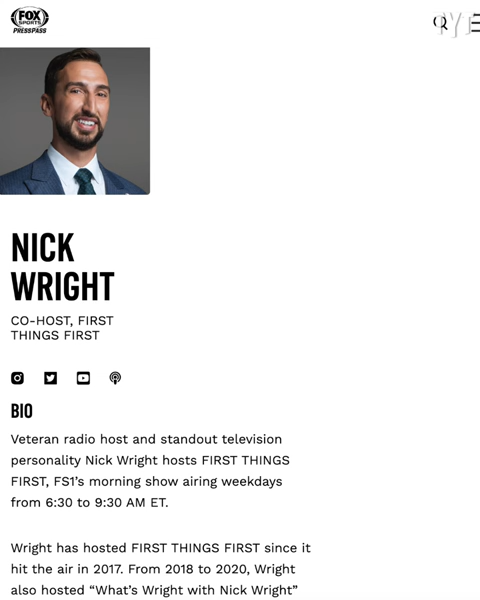 FOX
SPORTS
PRESSPASS
TYT
NICK
WRIGHT
CO-HOST, FIRST
THINGS FIRST
BIO
Veteran radio host and standout television
personality Nick Wright hosts FIRST THINGS
FIRST, FS1’s morning show airing weekdays
from 6:30 to 9:30 AM ET.
Wright has hosted FIRST THINGS FIRST since it
hit the air in 2017. From 2018 to 2020, Wright
also hosted “What’s Wright with Nick Wright”